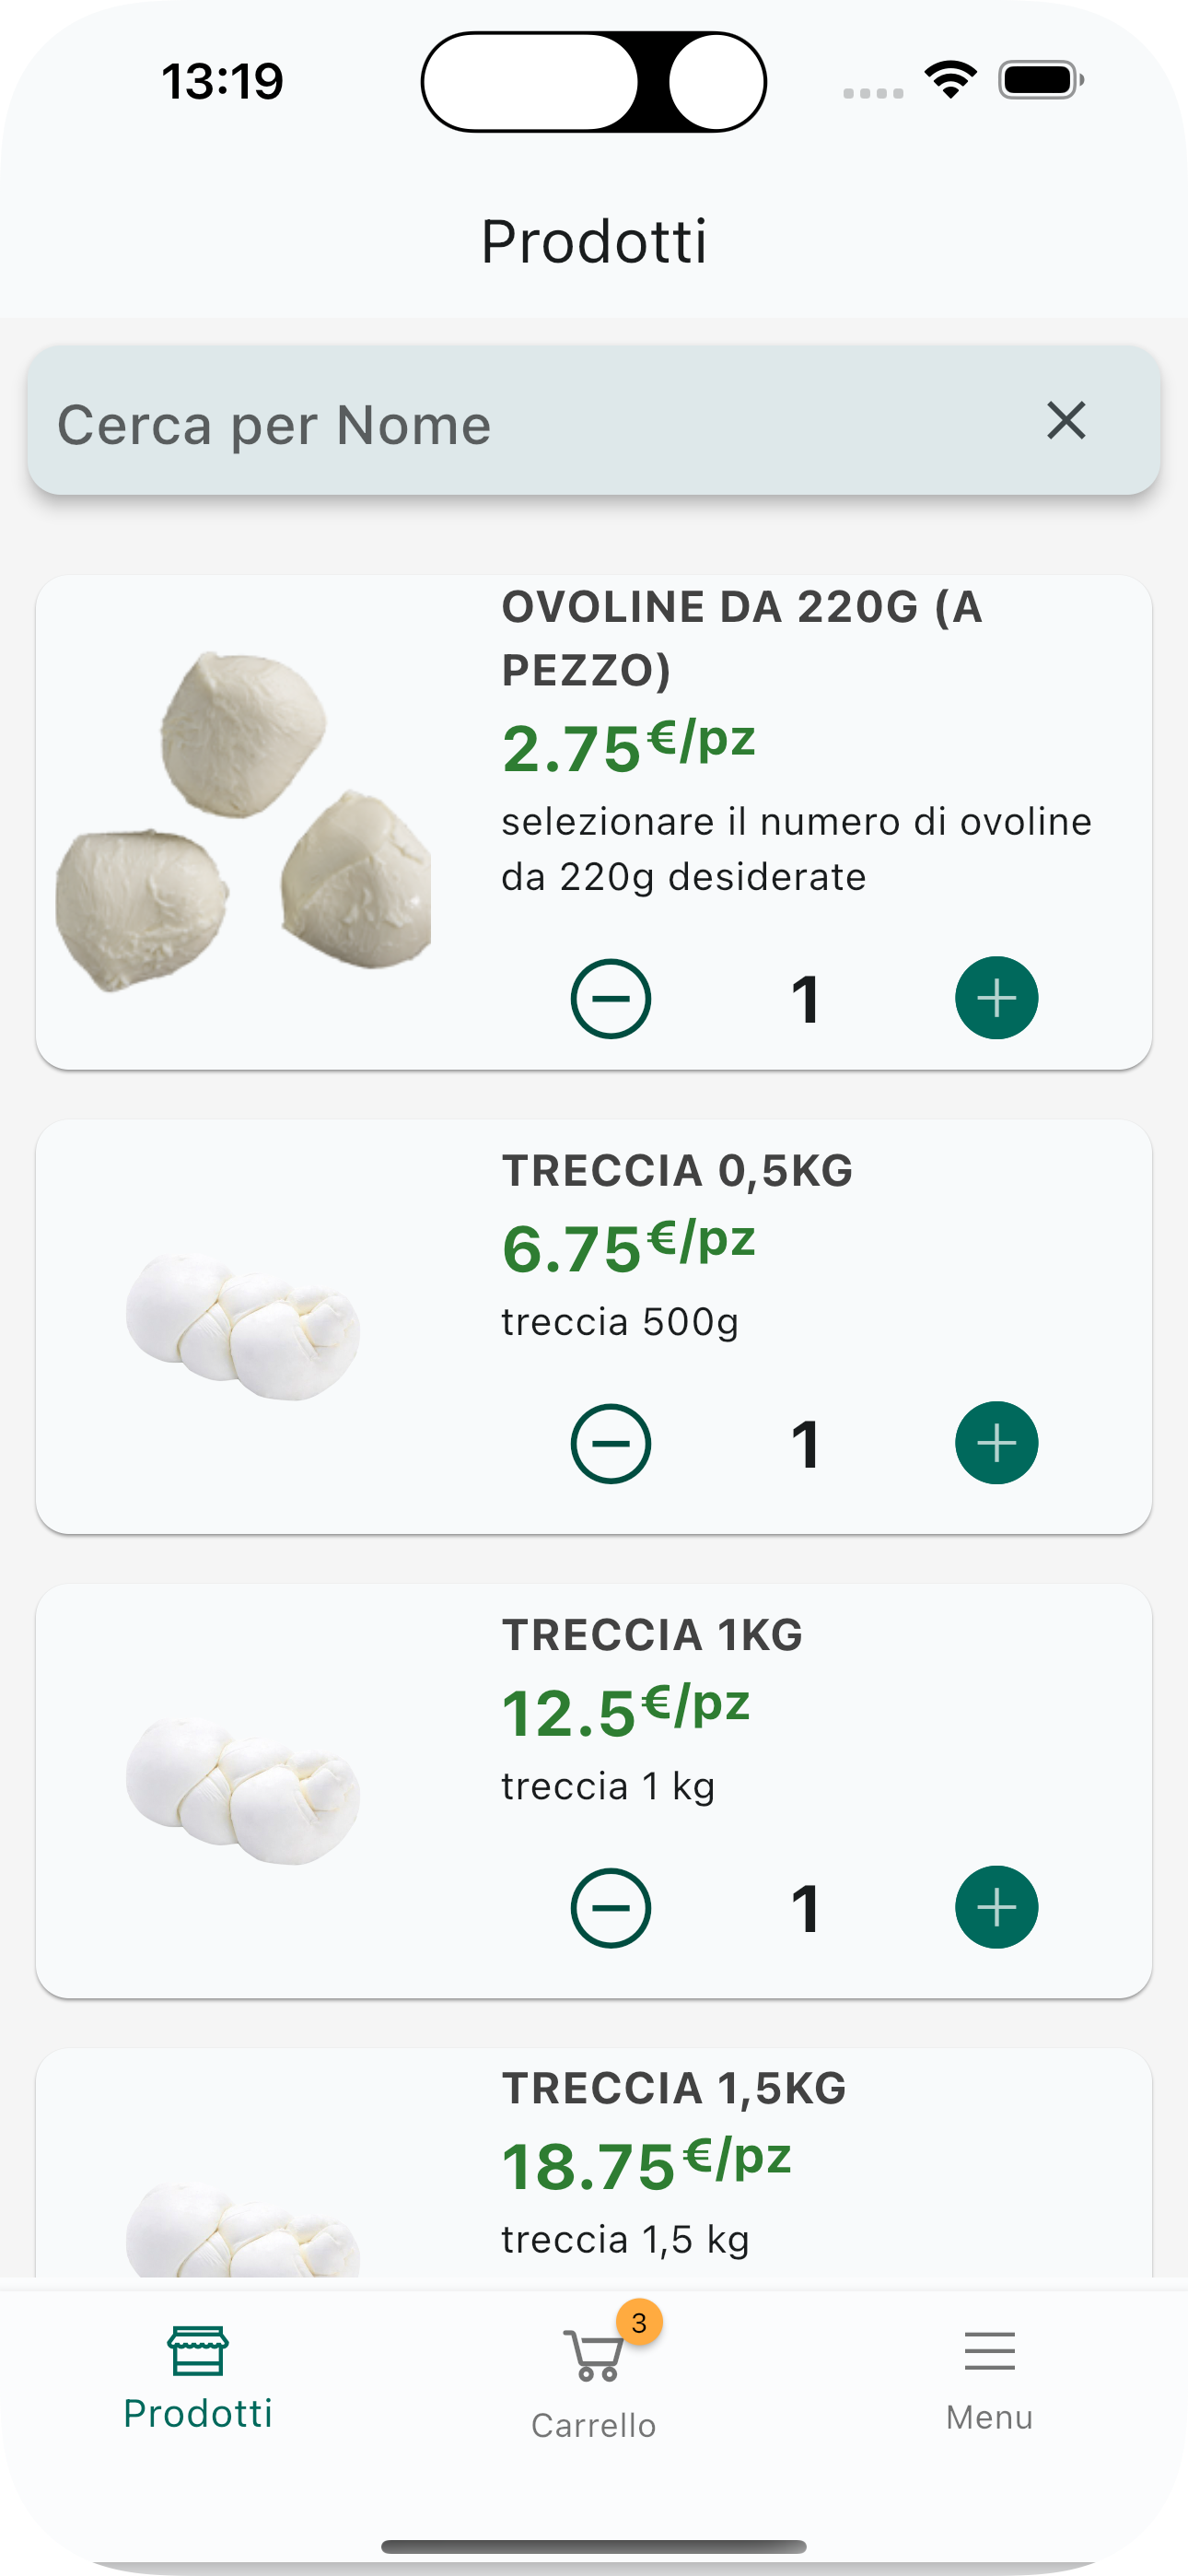 13:19
Prodotti
Cerca per Nome
OVOLINE DA 220G (A
PEZZO)
2.75€/pz
selezionare il numero di ovoline
da 220g desiderate
1
TRECCIA 0,5KG
6.75€/pz
treccia 500g
1
TRECCIA 1KG
12.5€/pz
treccia 1 kg
1
TRECCIA 1,5KG
18.75€/pz
treccia 1,5 kg
3
Prodotti
Carrello
Menu